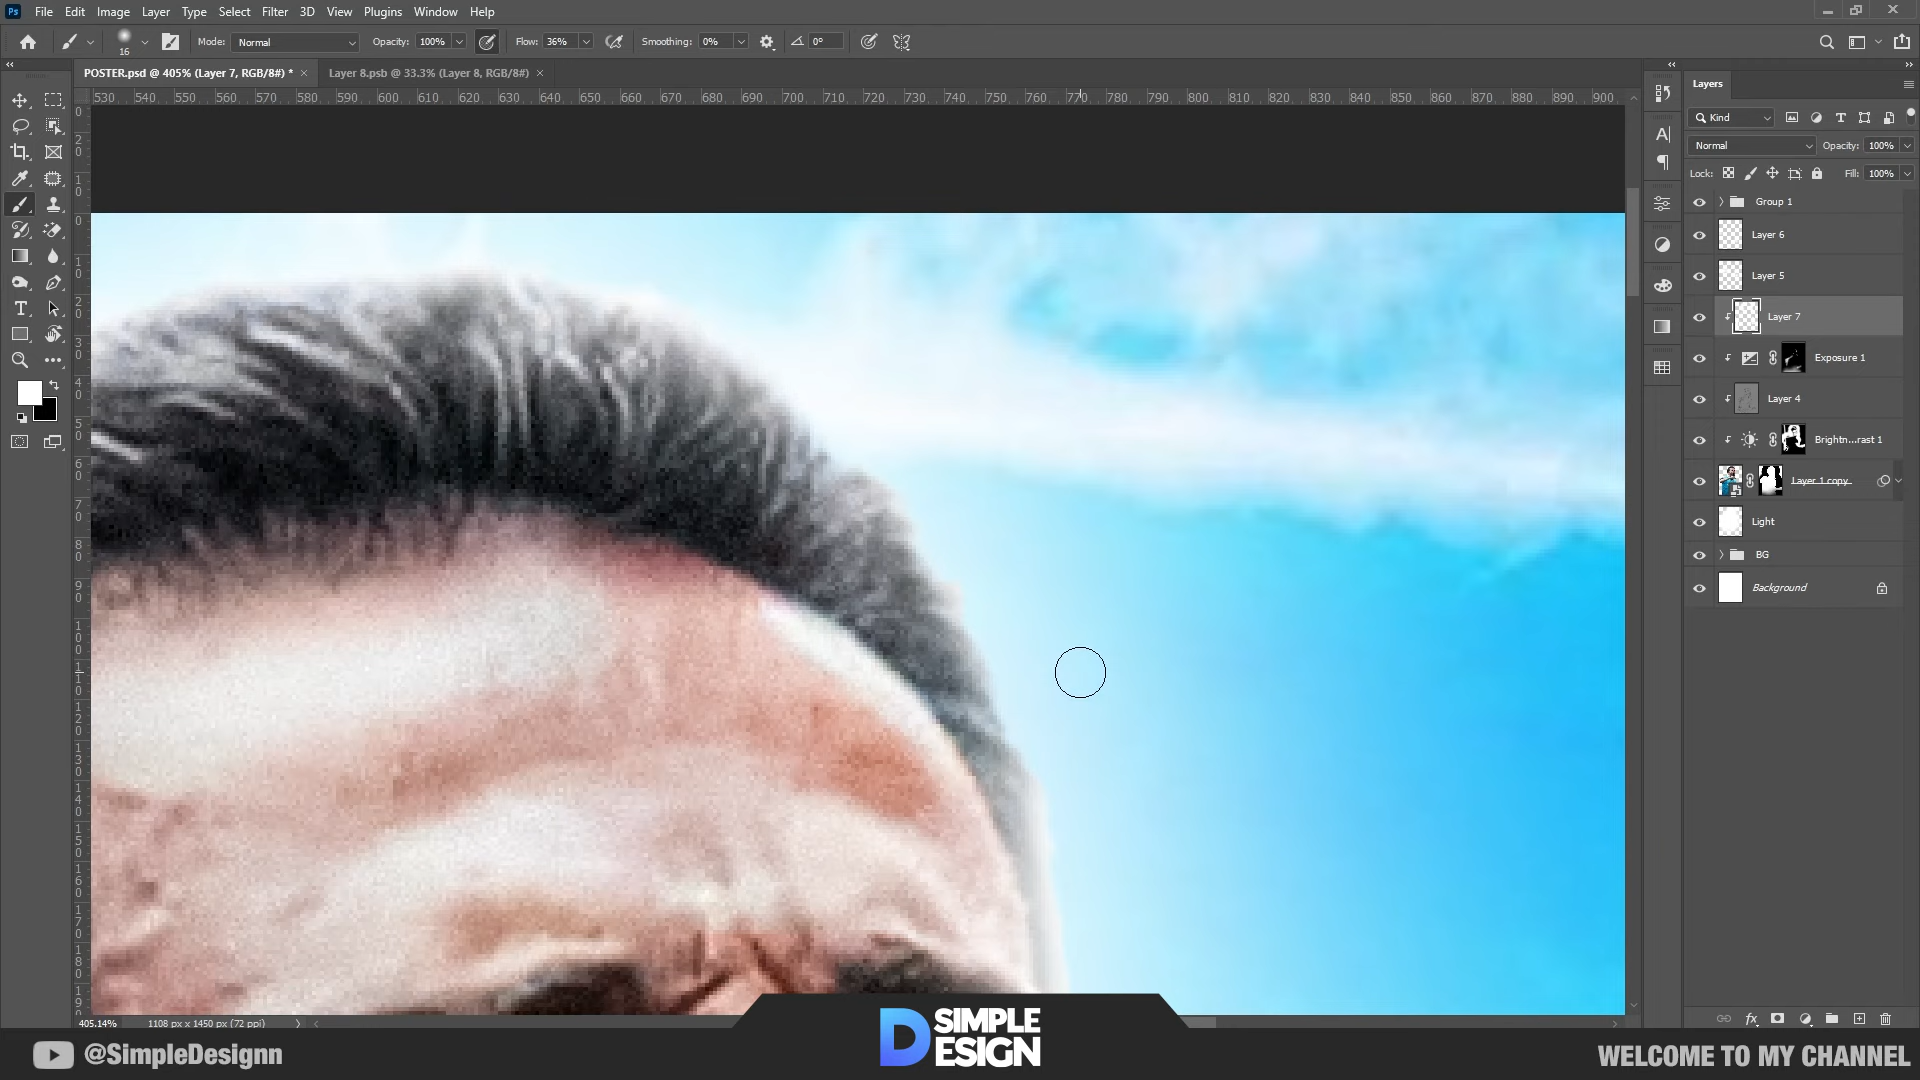 Ps File Edit Image Layer Type Select Filter 3D View Plugins Window Help
16 Mode: Normal Opacity: 100% Flow: 36% Smoothing: 0% 0°
POSTER.psd @ 405% (Layer 7, RGB/8#) * × Layer 8.psb @ 33.3% (Layer 8, RGB/8#) ×
530 540 550 560 570 580 590 600 610 620 630 640 650 660 670 680 690 700 710 720 730 740 750 760 770 780 790 800 810 820 830 840 850 860 870 880 890 900
Layers
Kind
Normal Opacity: 100%
Lock: Fill: 100%
Group 1
Layer 6
Layer 5
Layer 7
Exposure 1
Layer 4
Brightn...rast 1
Layer 1 copy
Light
BG
Background
405.14% 1108 px x 1450 px (72 ppi)
@SimpleDesignn
D SIMPLE
ESIGN
WELCOME TO MY CHANNEL